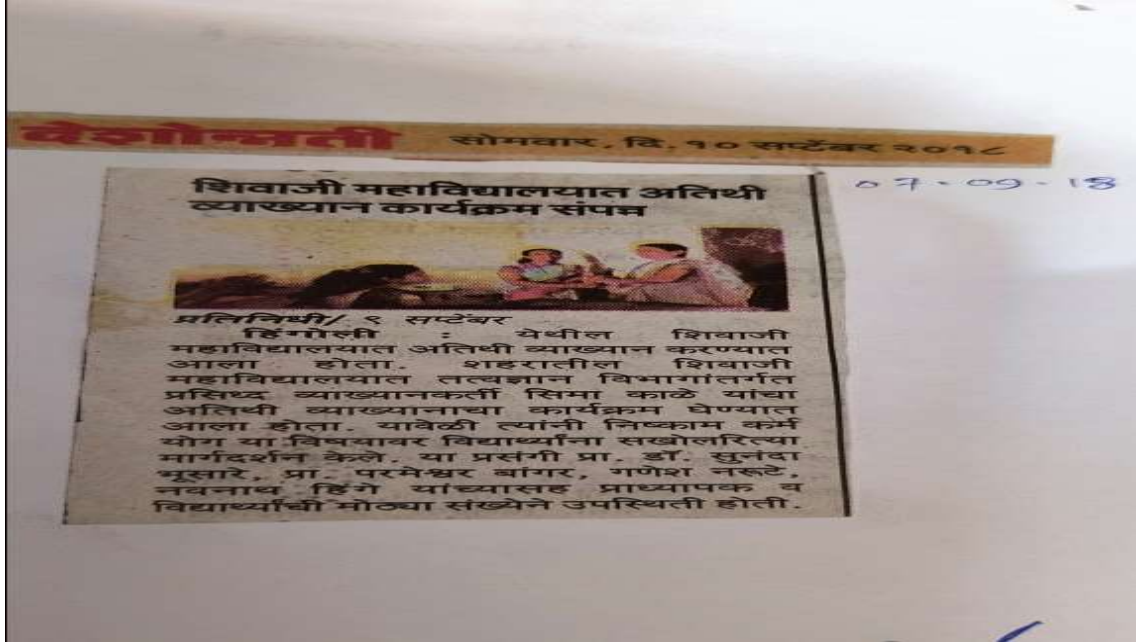 देशोन्नती सोमवार, दि. १० सप्टेंबर २०१८
07-09-18
शिवाजी महाविद्यालयात अतिथी
व्याख्यान कार्यक्रम संपन्न
प्रतिनिधी/ ९ सप्टेंबर
हिंगोली : येथील शिवाजी
महाविद्यालयात अतिथी व्याख्यान करण्यात
आला होता. शहरातील शिवाजी
महाविद्यालयात तत्वज्ञान विभागांतर्गत
प्रसिध्द व्याख्यानकर्ती सिमा काळे यांचा
अतिथी व्याख्यानाचा कार्यक्रम घेण्यात
आला होता. यावेळी त्यांनी निष्काम कर्म
योग या विषयावर विद्यार्थ्यांना सखोलरित्या
मार्गदर्शन केले. या प्रसंगी प्रा. डॉ. सुनंदा
भूसारे, प्रा. परमेश्वर बांगर, गणेश नरूटे,
नवनाथ हिंगे यांच्यासह प्राध्यापक व
विद्यार्थ्यांची मोठ्या संख्येने उपस्थिती होती.